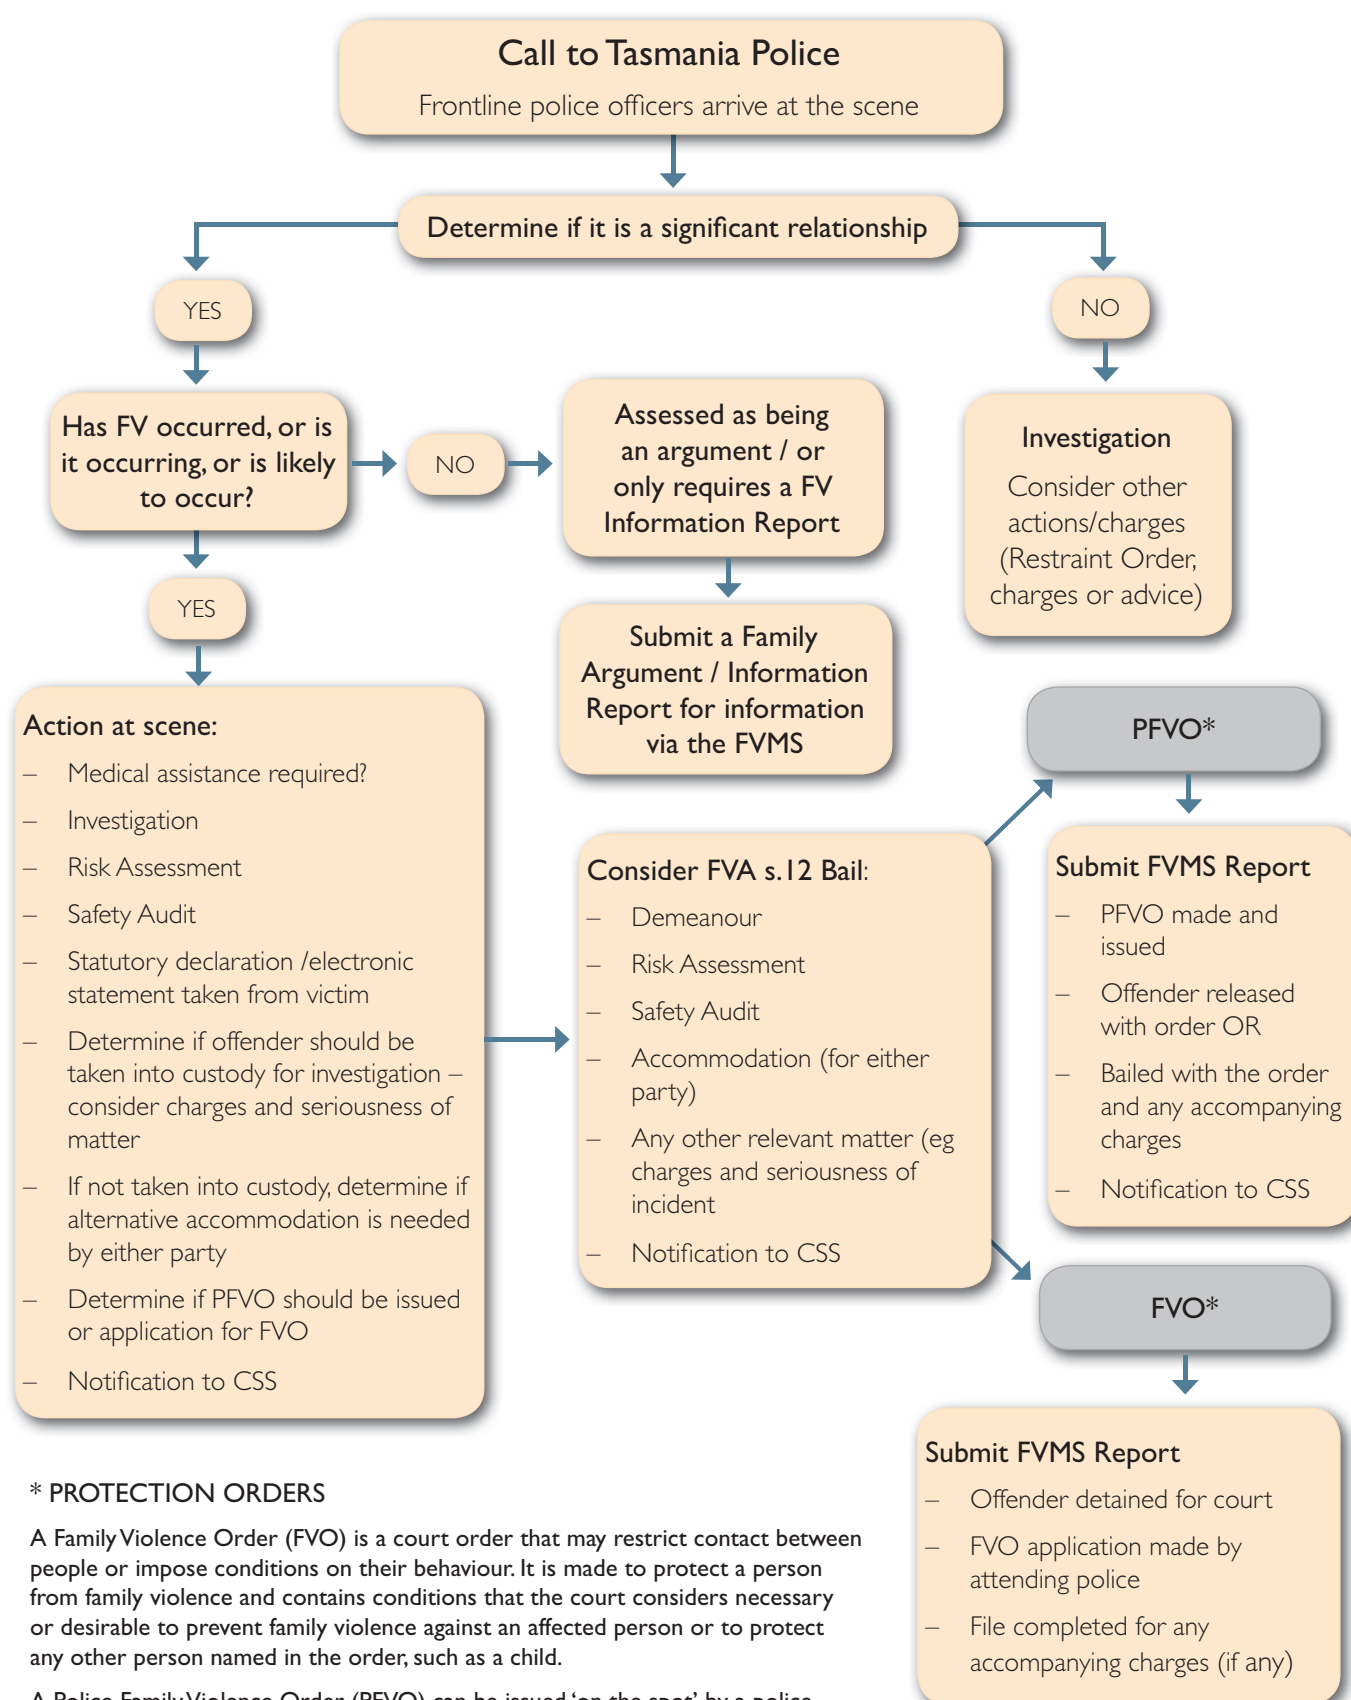 Call to Tasmania Police
Frontline police officers arrive at the scene
Determine if it is a significant relationship
YES
NO
Has FV occurred, or is
it occurring, or is likely
to occur?
NO
Assessed as being
an argument / or
only requires a FV
Information Report
Investigation
Consider other
actions/charges
(Restraint Order,
charges or advice)
YES
Submit a Family
Argument / Information
Report for information
via the FVMS
Action at scene:
– Medical assistance required?
– Investigation
– Risk Assessment
– Safety Audit
– Statutory declaration /electronic
statement taken from victim
– Determine if offender should be
taken into custody for investigation –
consider charges and seriousness of
matter
– If not taken into custody, determine if
alternative accommodation is needed
by either party
– Determine if PFVO should be issued
or application for FVO
– Notification to CSS
Consider FVA s.12 Bail:
– Demeanour
– Risk Assessment
– Safety Audit
– Accommodation (for either
party)
– Any other relevant matter (eg
charges and seriousness of
incident
– Notification to CSS
PFVO*
Submit FVMS Report
– PFVO made and
issued
– Offender released
with order OR
– Bailed with the order
and any accompanying
charges
– Notification to CSS
FVO*
Submit FVMS Report
– Offender detained for court
– FVO application made by
attending police
– File completed for any
accompanying charges (if any)
* PROTECTION ORDERS
A Family Violence Order (FVO) is a court order that may restrict contact between
people or impose conditions on their behaviour. It is made to protect a person
from family violence and contains conditions that the court considers necessary
or desirable to prevent family violence against an affected person or to protect
any other person named in the order, such as a child.
A Police Family Violence Order (PFVO) can be issued 'on the spot' by a police